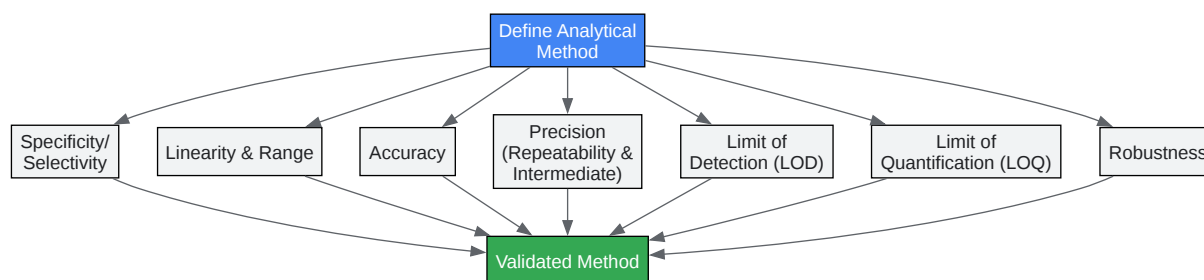 Define Analytical
Method
Specificity/
Selectivity
Linearity & Range
Accuracy
Precision
(Repeatability &
Intermediate)
Limit of
Detection (LOD)
Limit of
Quantification (LOQ)
Robustness
Validated Method